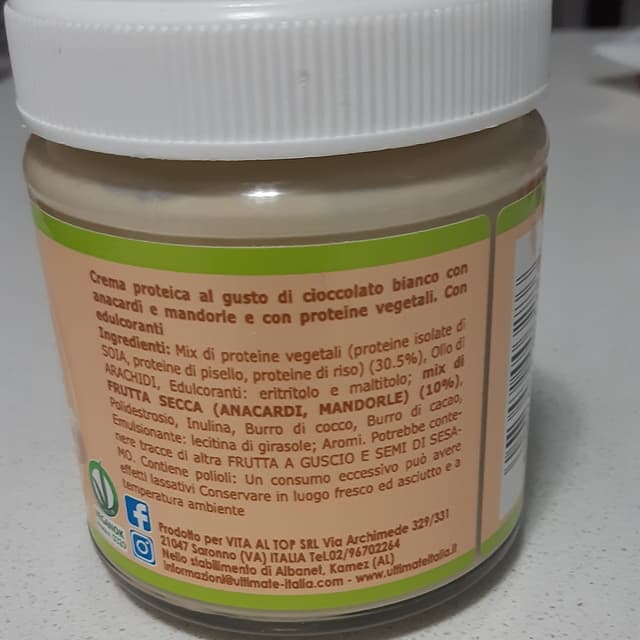 Crema proteica al gusto di cioccolato bianco con
anacardi e mandorle e con proteine vegetali. Con
edulcoranti
Ingredienti: Mix di proteine vegetali (proteine isolate di
SOIA, proteine di pisello, proteine di riso) (30.5%), Olio di
ARACHIDI, Edulcoranti: eritritolo e maltitolo; mix di
FRUTTA SECCA (ANACARDI, MANDORLE) (10%),
Polidestrosio, Inulina, Burro di cocco, Burro di cacao,
Emulsionante: lecitina di girasole; Aromi. Potrebbe conte-
nere tracce di altra FRUTTA A GUSCIO E SEMI DI SESA-
MO. Contiene polioli: Un consumo eccessivo può avere
effetti lassativi Conservare in luogo fresco ed asciutto e a
temperatura ambiente
Prodotto per VITA AL TOP SRL Via Archimede 329/331
21047 Saronno (VA) ITALIA Tel.02/96702264
Nello stabilimento di Albanet, Kamez (AL)
informazioni@ultimate-italia.com - www.ultimateitalia.it